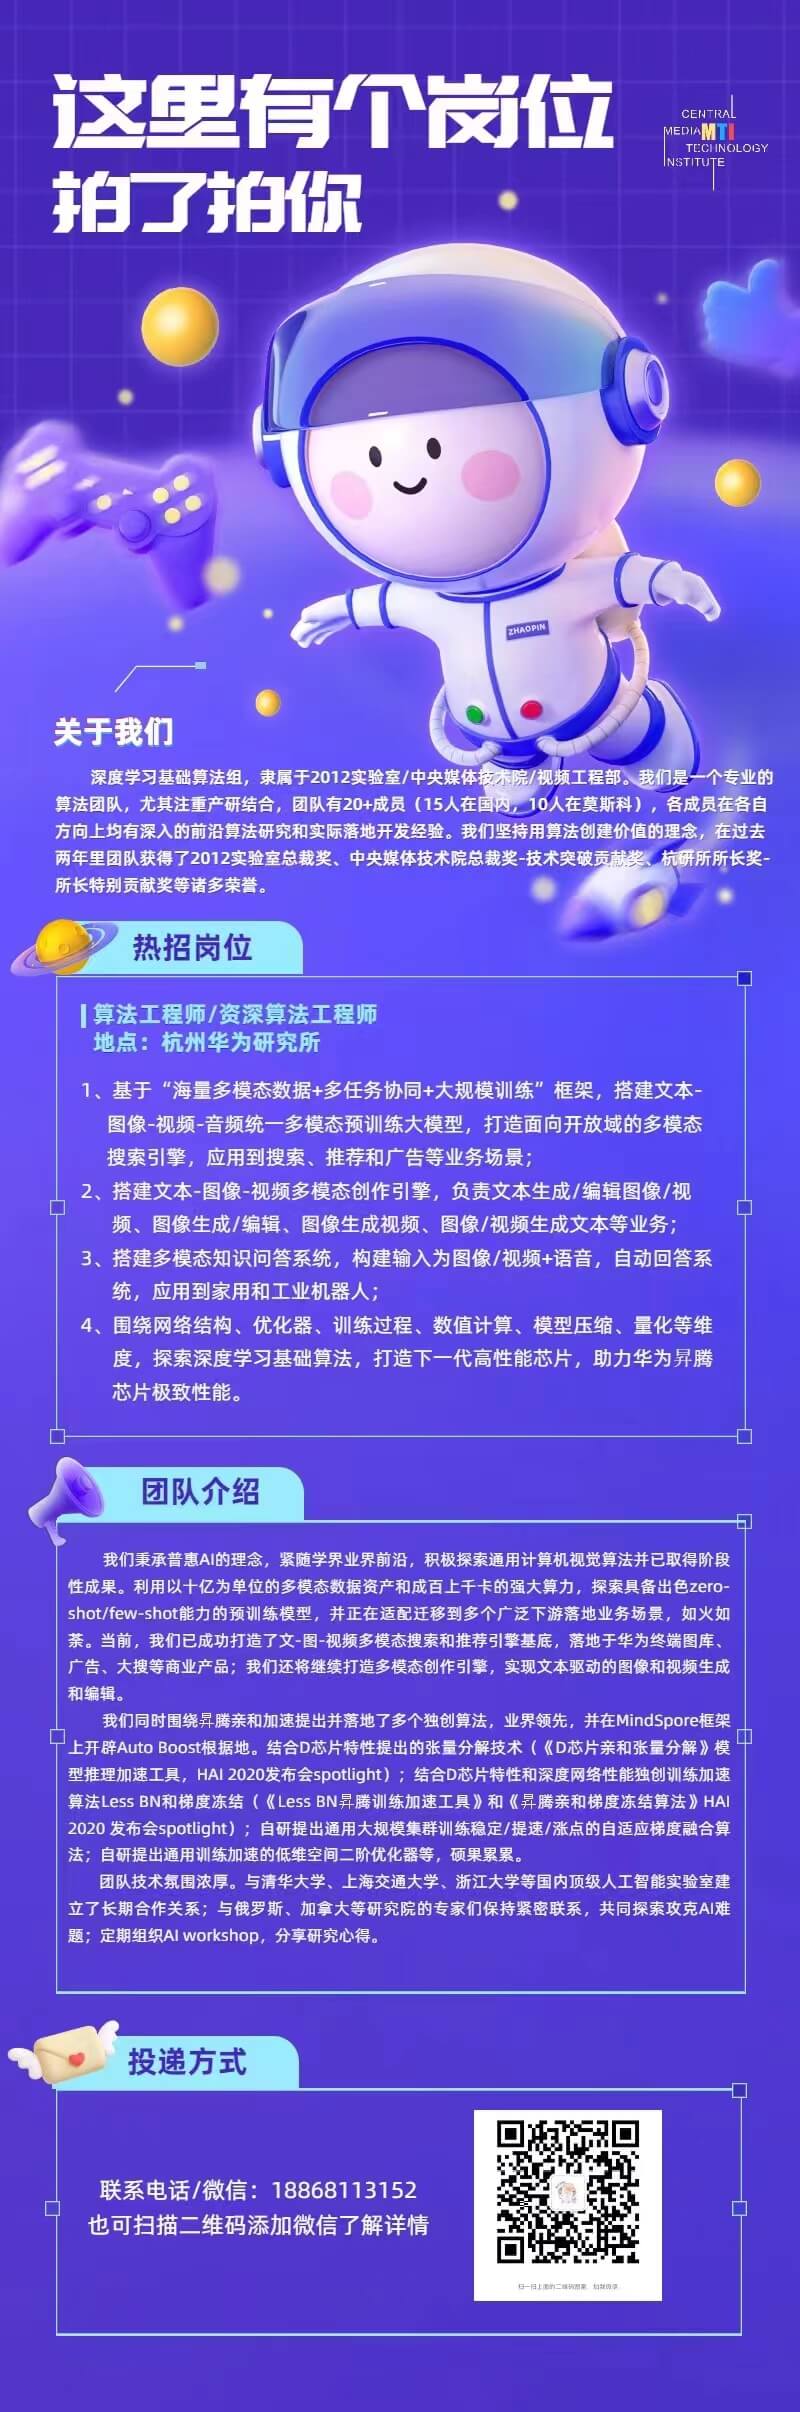 这里有个岗位
拍了拍你
CENTRAL
MEDIA MTI
TECHNOLOGY
INSTITUTE
ZHAOPIN
关于我们
深度学习基础算法组，隶属于2012实验室/中央媒体技术院/视频工程部。我们是一个专业的
算法团队，尤其注重产研结合，团队有20+成员（15人在国内，10人在莫斯科），各成员在各自
方向上均有深入的前沿算法研究和实际落地开发经验。我们坚持用算法创建价值的理念，在过去
两年里团队获得了2012实验室总裁奖、中央媒体技术院总裁奖-技术突破贡献奖、杭研所所长奖-
所长特别贡献奖等诸多荣誉。
热招岗位
算法工程师/资深算法工程师
地点：杭州华为研究所
1、基于“海量多模态数据+多任务协同+大规模训练”框架，搭建文本-
图像-视频-音频统一多模态预训练大模型，打造面向开放域的多模态
搜索引擎，应用到搜索、推荐和广告等业务场景；
2、搭建文本-图像-视频多模态创作引擎，负责文本生成/编辑图像/视
频、图像生成/编辑、图像生成视频、图像/视频生成文本等业务；
3、搭建多模态知识问答系统，构建输入为图像/视频+语音，自动回答系
统，应用到家用和工业机器人；
4、围绕网络结构、优化器、训练过程、数值计算、模型压缩、量化等维
度，探索深度学习基础算法，打造下一代高性能芯片，助力华为昇腾
芯片极致性能。
团队介绍
我们秉承普惠AI的理念，紧随学界业界前沿，积极探索通用计算机视觉算法并已取得阶段
性成果。利用以十亿为单位的多模态数据资产和成百上千卡的强大算力，探索具备出色zero-
shot/few-shot能力的预训练模型，并正在适配迁移到多个广泛下游落地业务场景，如火如
荼。当前，我们已成功打造了文-图-视频多模态搜索和推荐引擎基底，落地于华为终端图库、
广告、大搜等商业产品；我们还将继续打造多模态创作引擎，实现文本驱动的图像和视频生成
和编辑。
我们同时围绕昇腾亲和加速提出并落地了多个独创算法，业界领先，并在MindSpore框架
上开辟Auto Boost根据地。结合D芯片特性提出的张量分解技术（《D芯片亲和张量分解》模
型推理加速工具，HAI 2020发布会spotlight）；结合D芯片特性和深度网络性能独创训练加速
算法Less BN和梯度冻结（《Less BN昇腾训练加速工具》和《昇腾亲和梯度冻结算法》HAI
2020 发布会spotlight）；自研提出通用大规模集群训练稳定/提速/涨点的自适应梯度融合算
法；自研提出通用训练加速的低维空间二阶优化器等，硕果累累。
团队技术氛围浓厚。与清华大学、上海交通大学、浙江大学等国内顶级人工智能实验室建
立了长期合作关系；与俄罗斯、加拿大等研究院的专家们保持紧密联系，共同探索攻克AI难
题；定期组织AI workshop，分享研究心得。
投递方式
联系电话/微信：18868113152
也可扫描二维码添加微信了解详情
扫一扫上面的二维码图案，加我微信